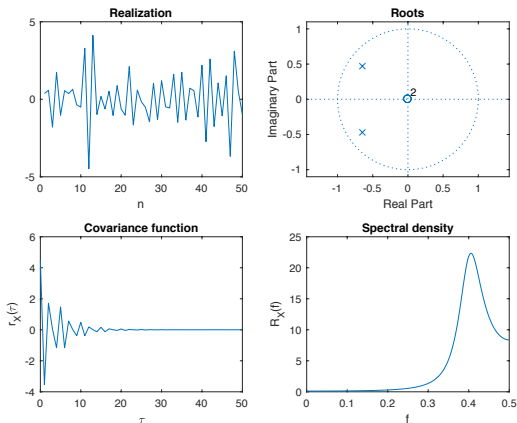 Realization
5
0
-5
0 10 20 30 40 50
n
Roots
Imaginary Part
1
0.5
0
-0.5
-1
2
-1 -0.5 0 0.5 1
Real Part
Covariance function
r_X(τ)
6
4
2
0
-2
-4
0 10 20 30 40 50
τ
Spectral density
R_X(f)
25
20
15
10
5
0
0 0.1 0.2 0.3 0.4 0.5
f